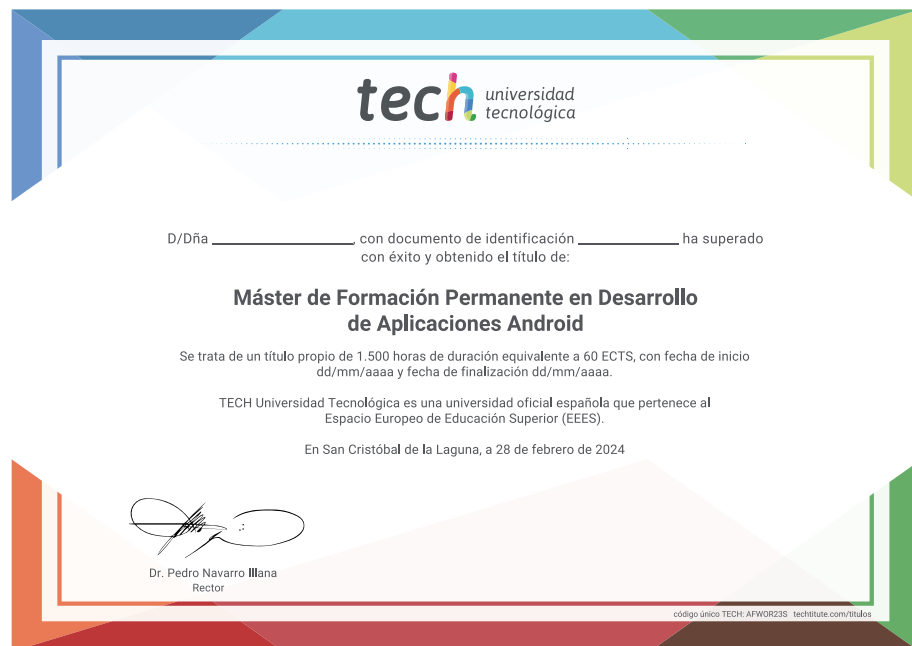 tech universidad
tecnológica
D/Dña ____________________, con documento de identificación ______________ ha superado
con éxito y obtenido el título de:
Máster de Formación Permanente en Desarrollo
de Aplicaciones Android
Se trata de un título propio de 1.500 horas de duración equivalente a 60 ECTS, con fecha de inicio
dd/mm/aaaa y fecha de finalización dd/mm/aaaa.
TECH Universidad Tecnológica es una universidad oficial española que pertenece al
Espacio Europeo de Educación Superior (EEES).
En San Cristóbal de la Laguna, a 28 de febrero de 2024
Dr. Pedro Navarro Illana
Rector
código único TECH: AFWOR23S techtitute.com/titulos